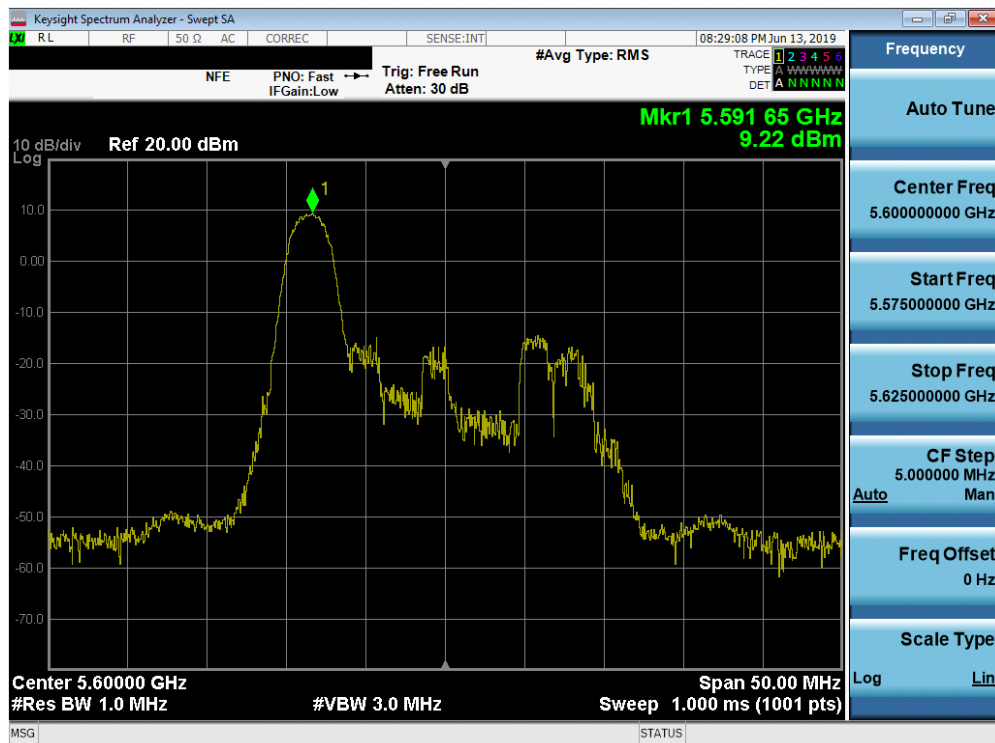 Keysight Spectrum Analyzer - Swept SA
LXI RL RF 50 Ω AC CORREC SENSE:INT 08:29:08 PM Jun 13, 2019
#Avg Type: RMS TRACE 1 2 3 4 5 6
NFE PNO: Fast Trig: Free Run TYPE A WWWWW
IFGain:Low Atten: 30 dB DET A N N N N N
Mkr1 5.591 65 GHz
9.22 dBm
10 dB/div Ref 20.00 dBm
Log
1
10.0
0.00
-10.0
-20.0
-30.0
-40.0
-50.0
-60.0
-70.0
Center 5.60000 GHz Span 50.00 MHz
#Res BW 1.0 MHz #VBW 3.0 MHz Sweep 1.000 ms (1001 pts)
MSG STATUS
Frequency
Auto Tune
Center Freq
5.600000000 GHz
Start Freq
5.575000000 GHz
Stop Freq
5.625000000 GHz
CF Step
5.000000 MHz
Auto Man
Freq Offset
0 Hz
Scale Type
Log Lin